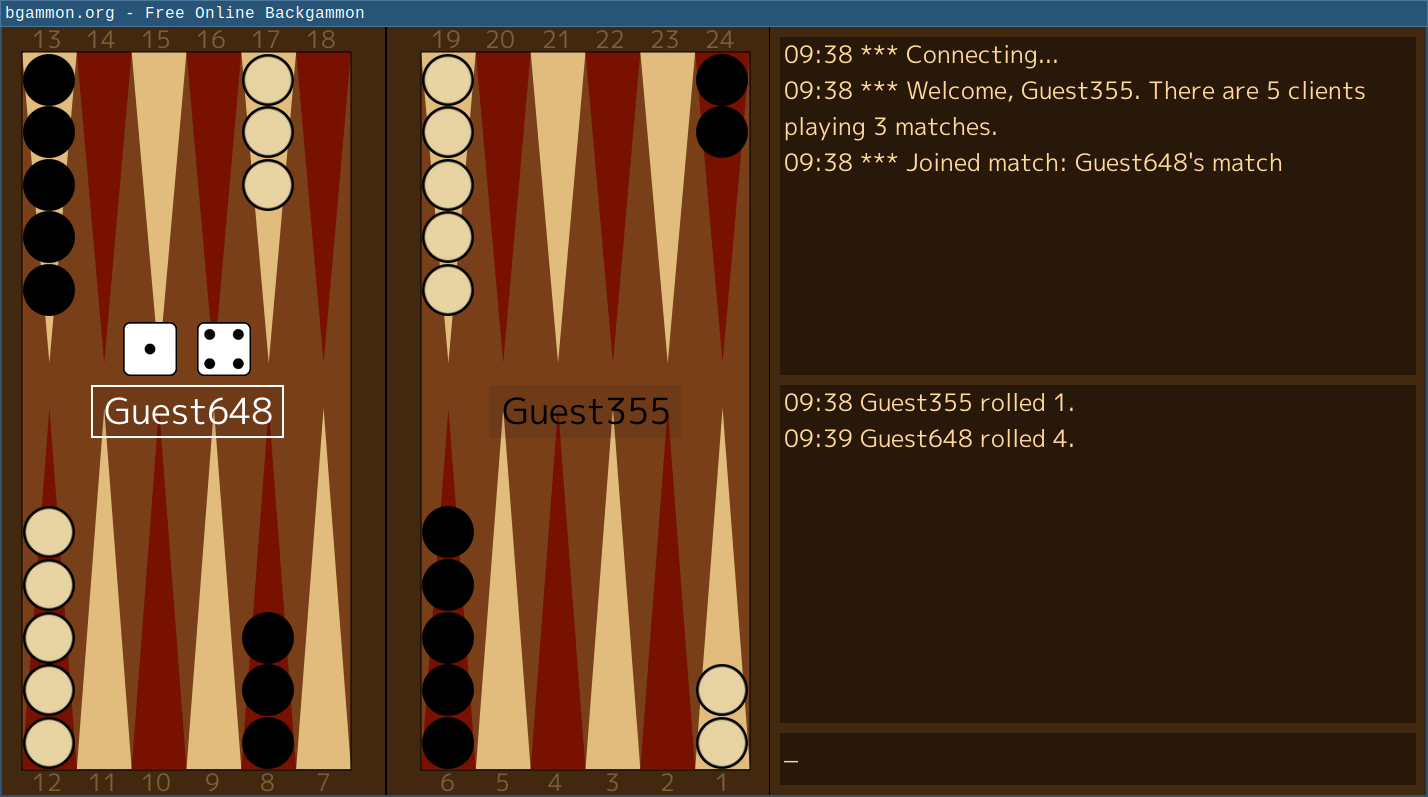 bgammon.org - Free Online Backgammon
13 14 15 16 17 18 19 20 21 22 23 24
Guest648 Guest355
12 11 10 9 8 7 6 5 4 3 2 1
09:38 *** Connecting...
09:38 *** Welcome, Guest355. There are 5 clients
playing 3 matches.
09:38 *** Joined match: Guest648's match
09:38 Guest355 rolled 1.
09:39 Guest648 rolled 4.
_